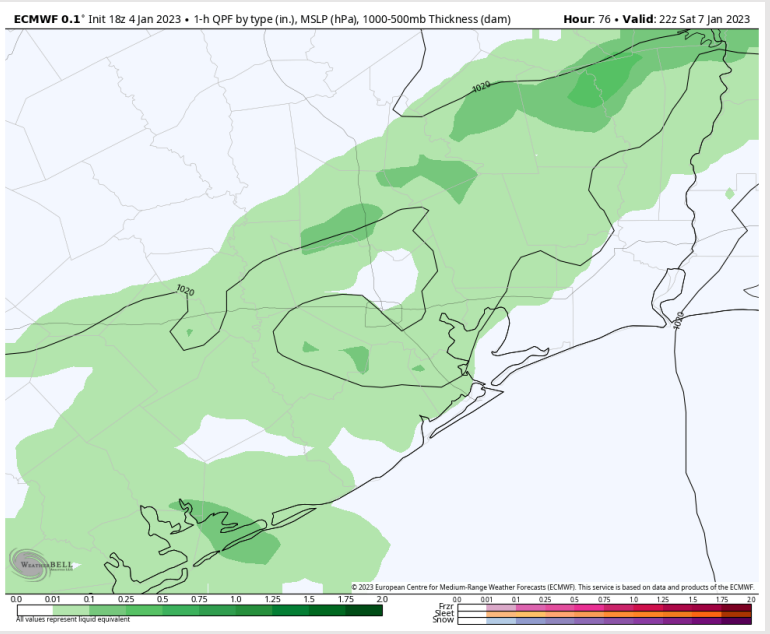 ECMWF 0.1° Init 18z 4 Jan 2023 • 1-h QPF by type (in.), MSLP (hPa), 1000-500mb Thickness (dam) Hour: 76 • Valid: 22z Sat 7 Jan 2023
1020
1020
1020
WEATHERBELL
© 2023 European Centre for Medium-Range Weather Forecasts (ECMWF). This service is based on data and products of the ECMWF.
0.0 0.01 0.1 0.25 0.5 0.75 1.0 1.25 1.5 1.75 2.0
All values represent liquid equivalent
0.0 0.01 0.1 0.25 0.5 0.75 1.0 1.25 1.5 1.75 2.0
Frzr
Sleet
Snow